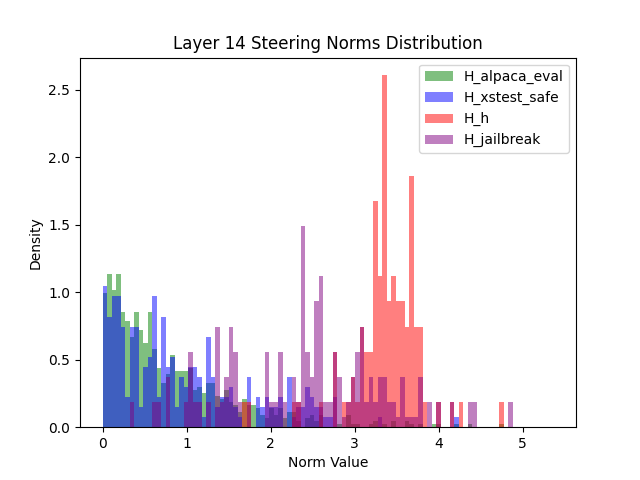 Layer 14 Steering Norms Distribution
H_alpaca_eval
H_xstest_safe
H_h
H_jailbreak
Density
2.5
2.0
1.5
1.0
0.5
0.0
0
1
2
3
4
5
Norm Value